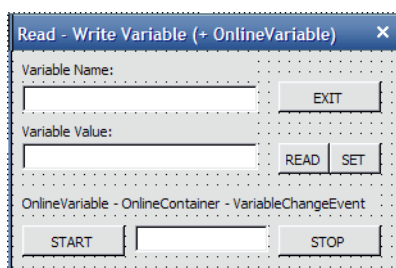 Read - Write Variable (+ OnlineVariable)
Variable Name:
EXIT
Variable Value:
READ SET
OnlineVariable - OnlineContainer - VariableChangeEvent
START STOP